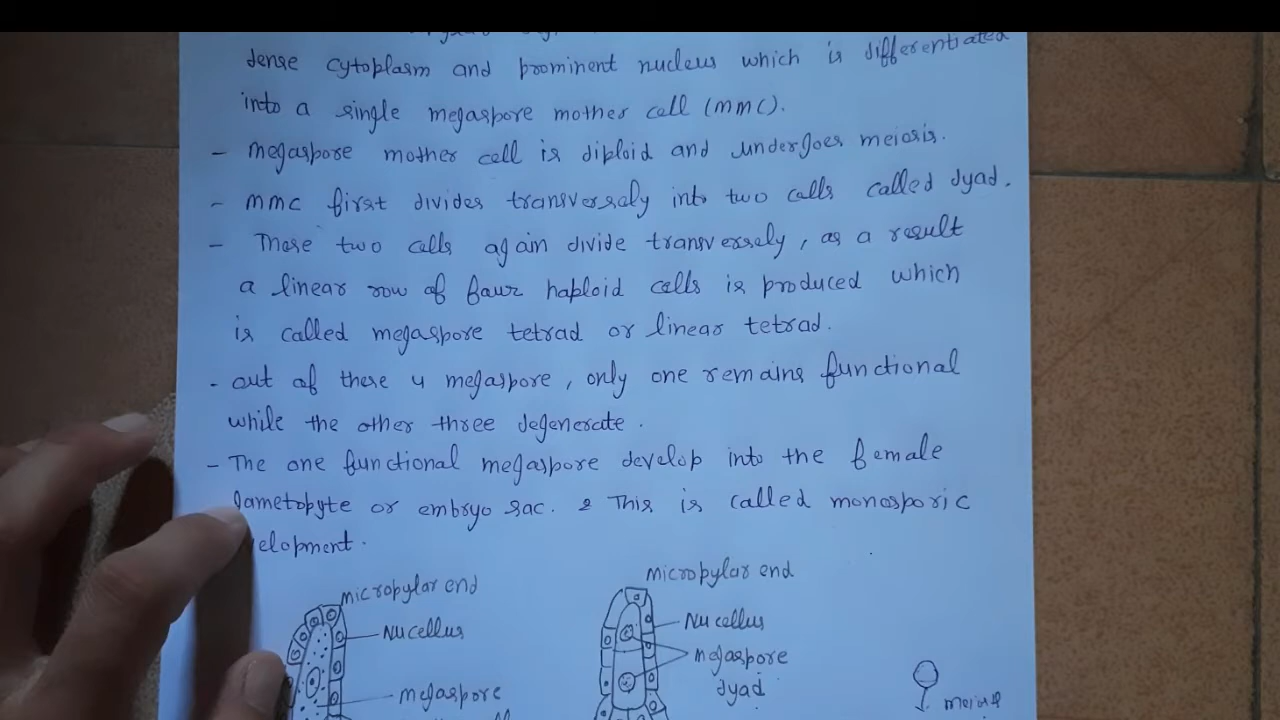 dense cytoplasm and prominent nucleus which is differentiated
into a single megaspore mother cell (MMC).
- Megaspore mother cell is diploid and undergoes meiosis.
- MMC first divides transversaly into two cells called dyad.
- These two cells again divide transversely, as a result
a linear row of four haploid cells is produced which
is called megaspore tetrad or linear tetrad.
- out of these 4 megaspore, only one remains functional
while the other three degenerate.
- The one functional megaspore develop into the female
gametopyte or embryo sac. & This is called monosporic
elopment.
Micropylar end
Micropylar end
Nucellus
Nucellus
megaspore
megaspore
dyad